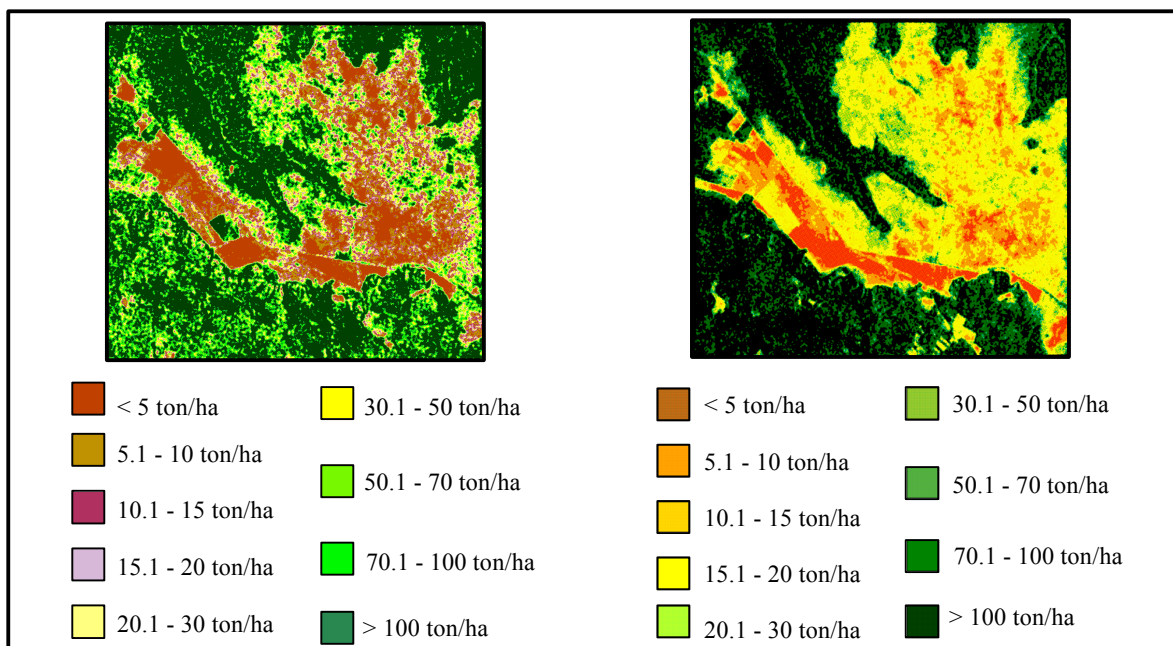 < 5 ton/ha
5.1 - 10 ton/ha
10.1 - 15 ton/ha
15.1 - 20 ton/ha
20.1 - 30 ton/ha
30.1 - 50 ton/ha
50.1 - 70 ton/ha
70.1 - 100 ton/ha
> 100 ton/ha
< 5 ton/ha
5.1 - 10 ton/ha
10.1 - 15 ton/ha
15.1 - 20 ton/ha
20.1 - 30 ton/ha
30.1 - 50 ton/ha
50.1 - 70 ton/ha
70.1 - 100 ton/ha
> 100 ton/ha